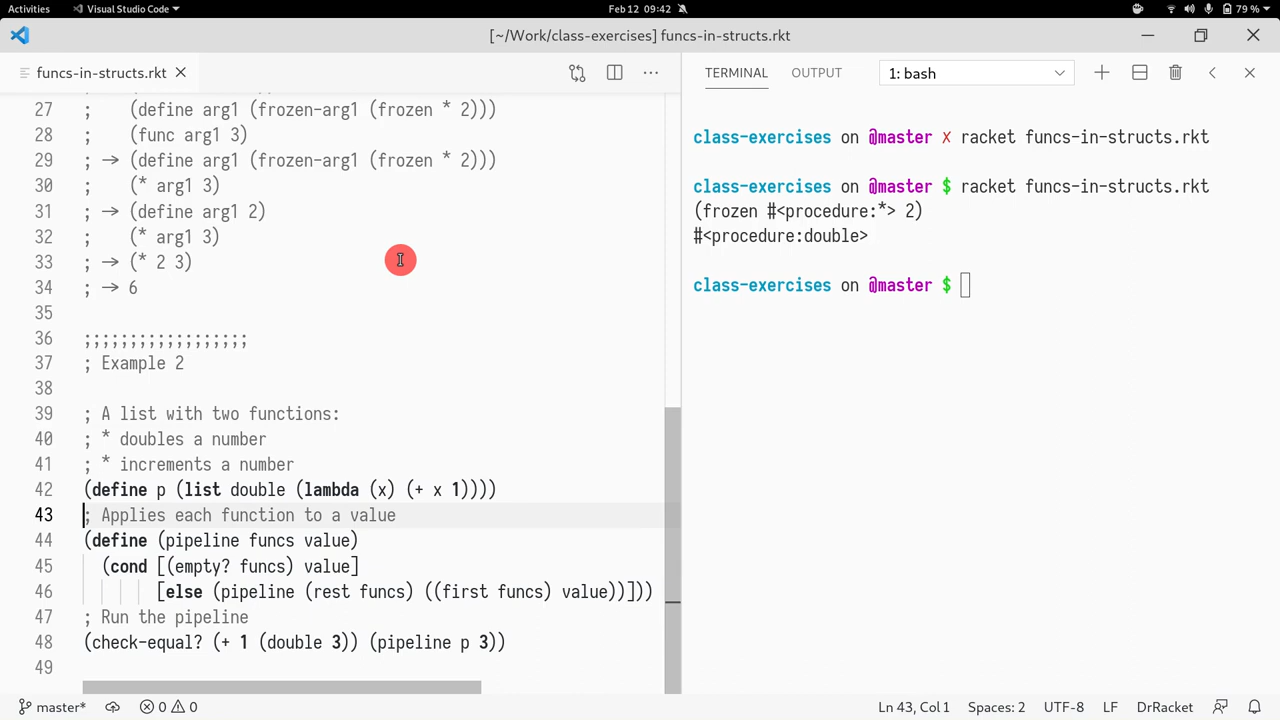 Activities Visual Studio Code Feb 12 09:42 79 %
[~/Work/class-exercises] funcs-in-structs.rkt
funcs-in-structs.rkt
27 ; (define arg1 (frozen-arg1 (frozen * 2)))
28 ; (func arg1 3)
29 ; → (define arg1 (frozen-arg1 (frozen * 2)))
30 ; (* arg1 3)
31 ; → (define arg1 2)
32 ; (* arg1 3)
33 ; → (* 2 3)
34 ; → 6
35
36 ;;;;;;;;;;;;;;;;;;
37 ; Example 2
38
39 ; A list with two functions:
40 ; * doubles a number
41 ; * increments a number
42 (define p (list double (lambda (x) (+ x 1))))
43 ; Applies each function to a value
44 (define (pipeline funcs value)
45 (cond [(empty? funcs) value]
46 [else (pipeline (rest funcs) ((first funcs) value))]))
47 ; Run the pipeline
48 (check-equal? (+ 1 (double 3)) (pipeline p 3))
49
TERMINAL OUTPUT 1: bash
class-exercises on @master X racket funcs-in-structs.rkt
class-exercises on @master $ racket funcs-in-structs.rkt
(frozen #<procedure:*> 2)
#<procedure:double>
class-exercises on @master $
master* 0 0 Ln 43, Col 1 Spaces: 2 UTF-8 LF DrRacket